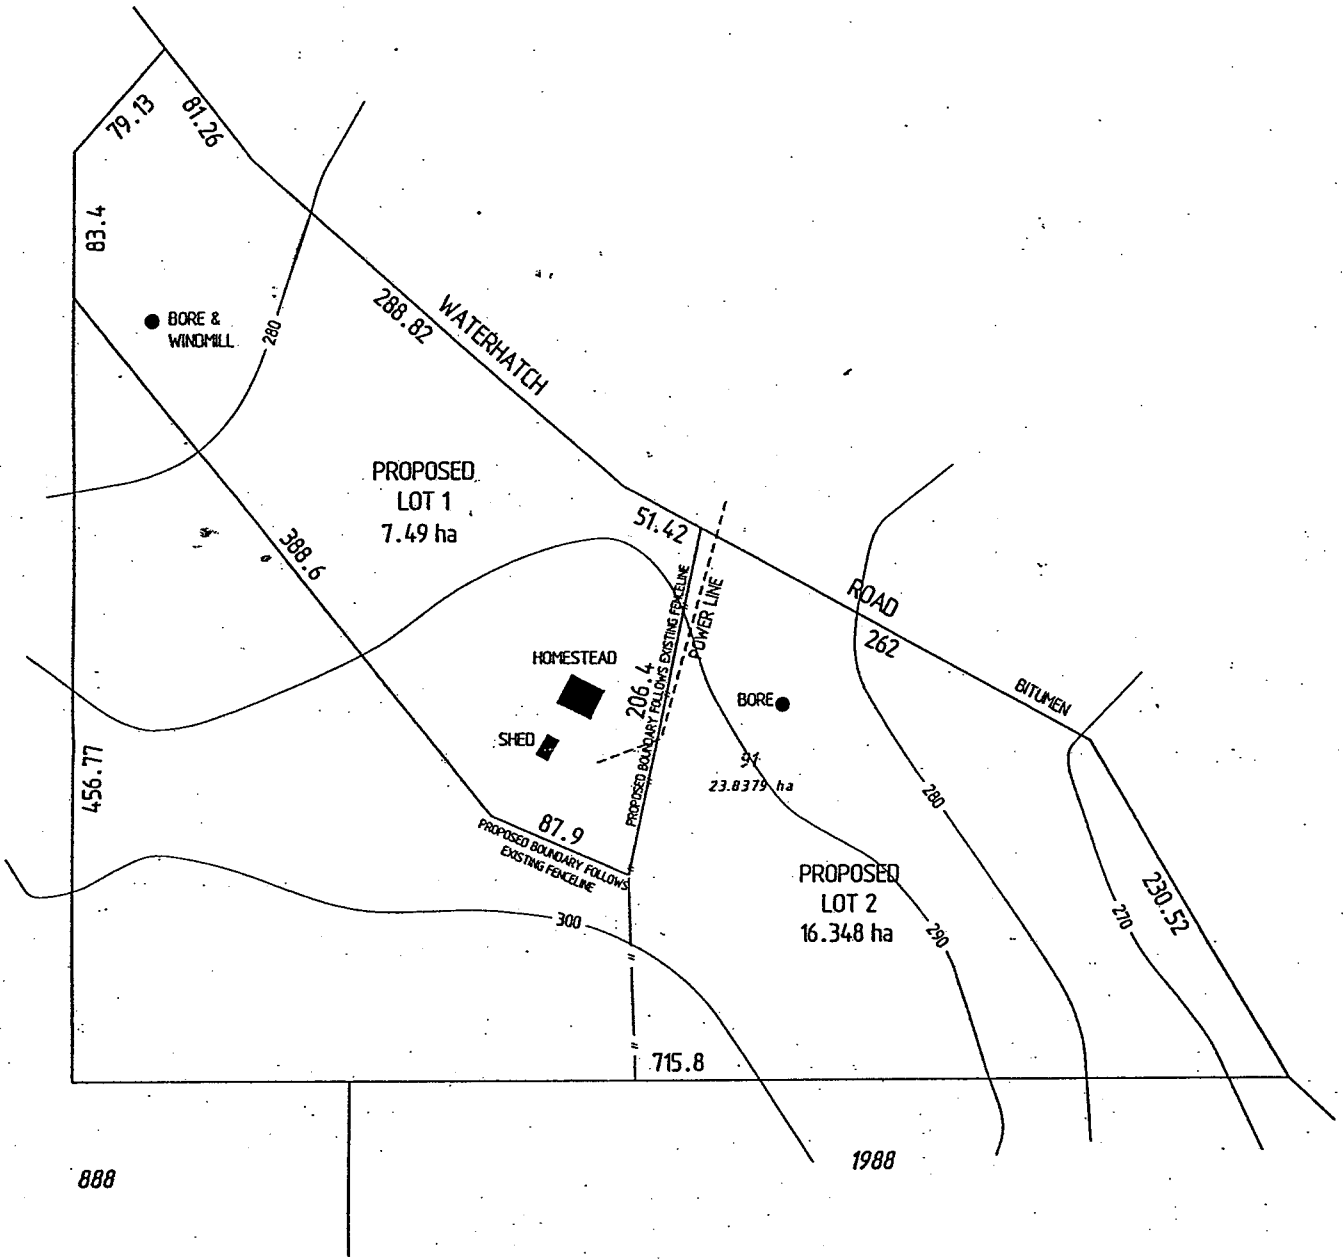 79.13
81.26
83.4
BORE &
WINDMILL
280
288.82
WATERHATCH
PROPOSED
LOT 1
7.49 ha
388.6
51.42
PROPOSED BOUNDARY FOLLOWS EXISTING FENCELINE
POWER LINE
206.4
ROAD
262
BITUMEN
HOMESTEAD
SHED
BORE
91
23.8379 ha
456.77
87.9
PROPOSED BOUNDARY FOLLOWS
EXISTING FENCELINE
280
PROPOSED
LOT 2
16.348 ha
290
270
230.52
300
715.8
888
1988